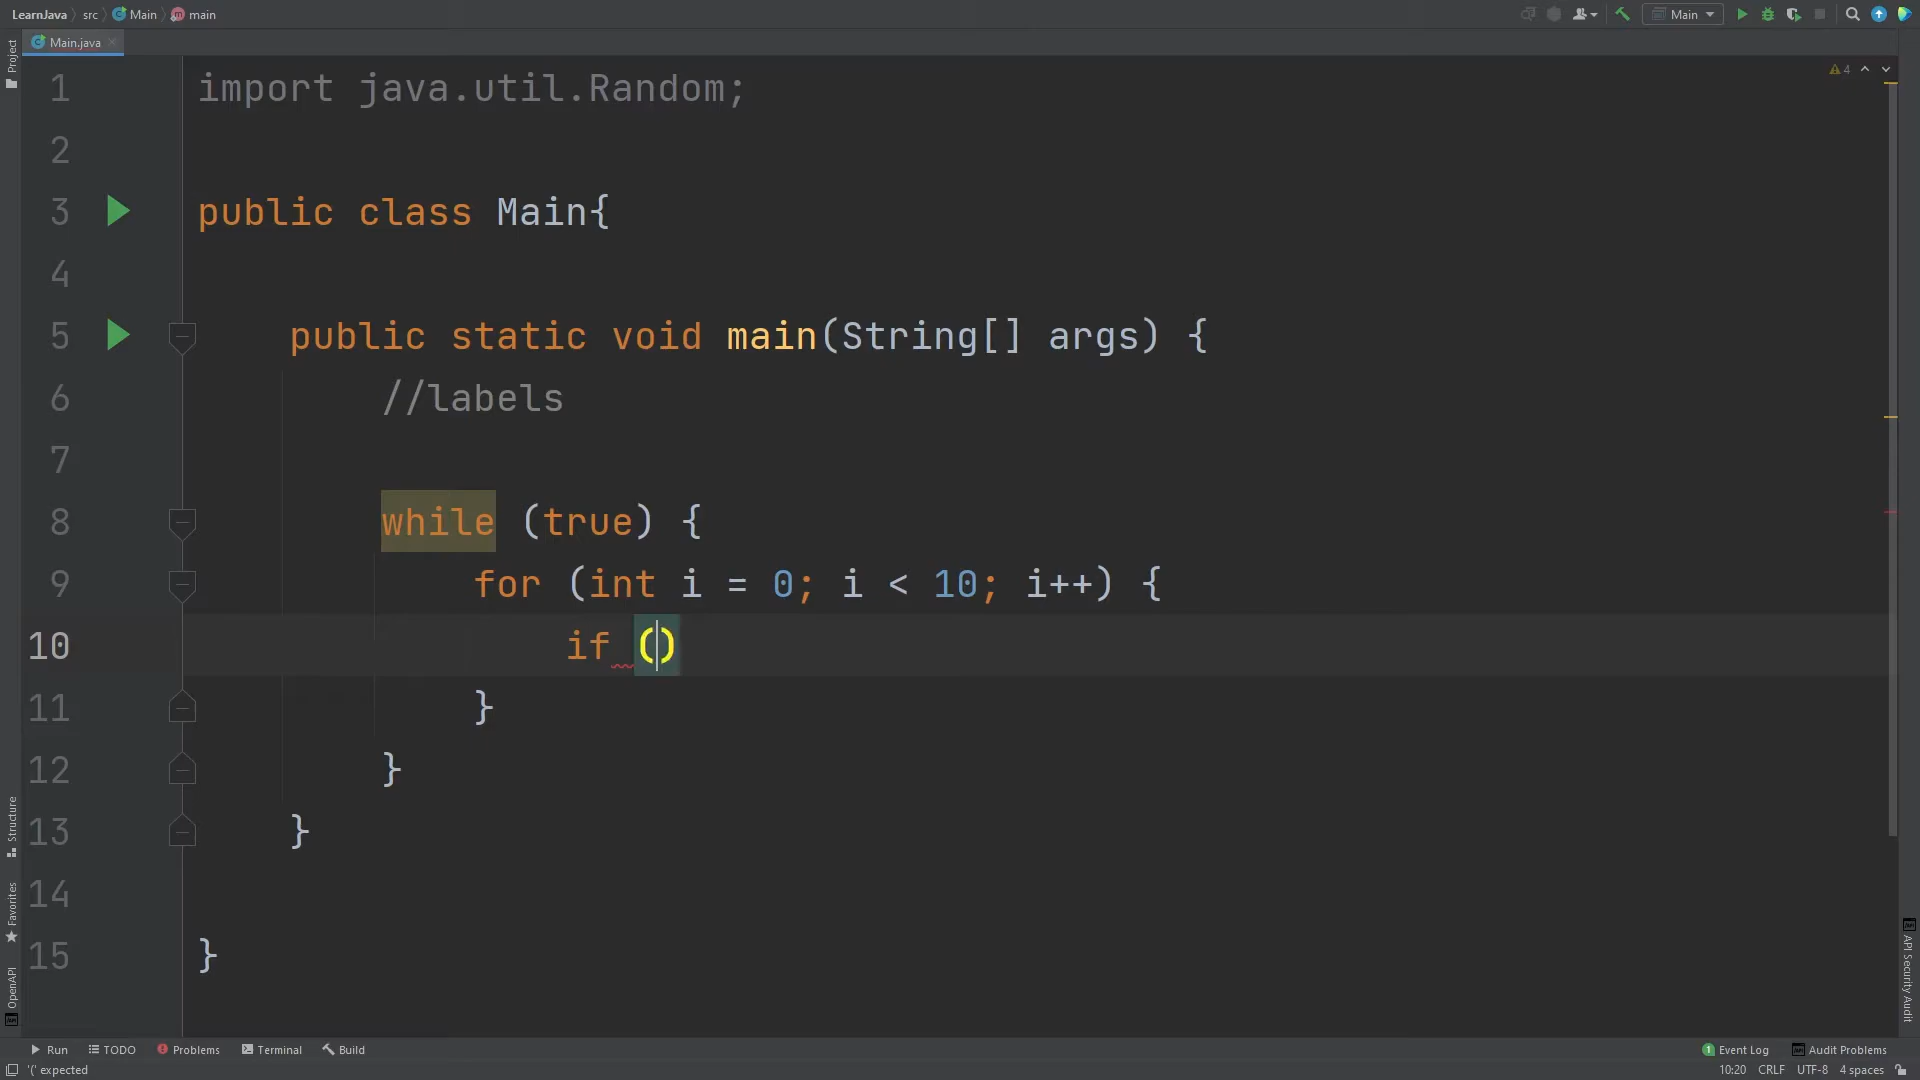 LearnJava src Main main
Main
Main.java
Project
4
1 import java.util.Random;
2
3 public class Main{
4
5 public static void main(String[] args) {
6 //labels
7
8 while (true) {
9 for (int i = 0; i < 10; i++) {
10 if ()
11 }
12 }
13 }
14
15 }
Structure
Favorites
OpenAPI
API Security Audit
Run TODO Problems Terminal Build
1 Event Log Audit Problems
'(' expected
10:20 CRLF UTF-8 4 spaces